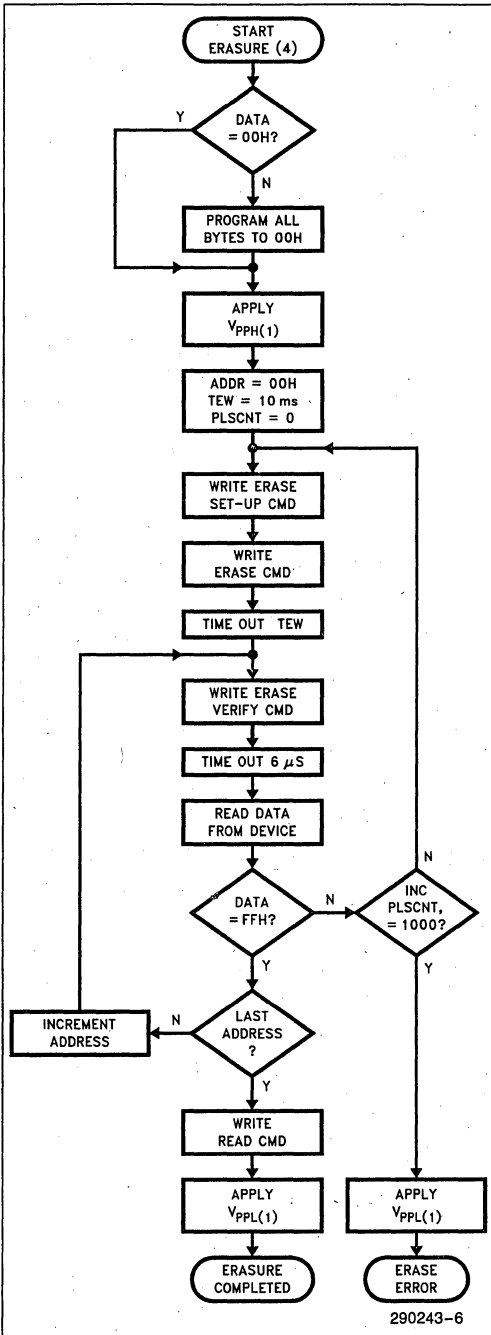 START
ERASURE (4)
Y
DATA
= 00H?
N
PROGRAM ALL
BYTES TO 00H
APPLY
VPPH(1)
ADDR = 00H
TEW = 10 ms
PLSCNT = 0
WRITE ERASE
SET-UP CMD
WRITE
ERASE CMD
TIME OUT TEW
WRITE ERASE
VERIFY CMD
TIME OUT 6 μS
READ DATA
FROM DEVICE
DATA
=FFH?
N
Y
INC
PLSCNT,
= 1000?
N
Y
INCREMENT
ADDRESS
N
LAST
ADDRESS
?
Y
WRITE
READ CMD
APPLY
VPPL(1)
APPLY
VPPL(1)
ERASURE
COMPLETED
ERASE
ERROR
290243-6